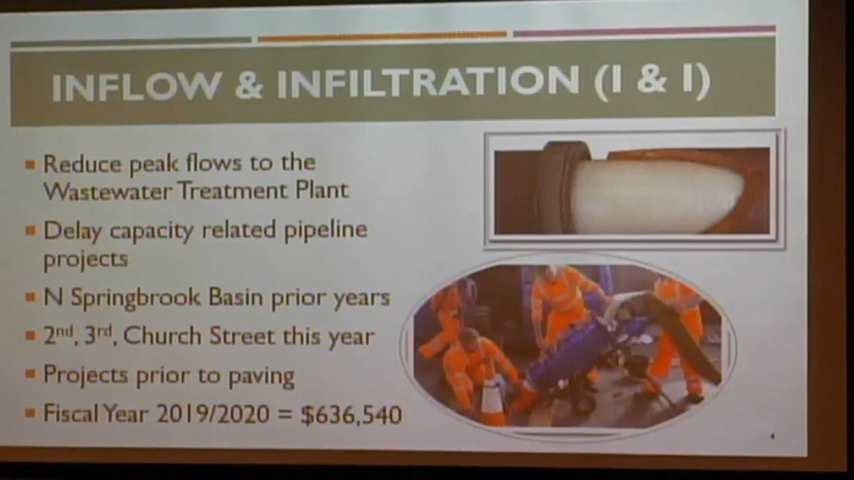 INFLOW & INFILTRATION (I & I)
Reduce peak flows to the
Wastewater Treatment Plant
Delay capacity related pipeline
projects
N Springbrook Basin prior years
2nd, 3rd, Church Street this year
Projects prior to paving
Fiscal Year 2019/2020 = $636,540
4